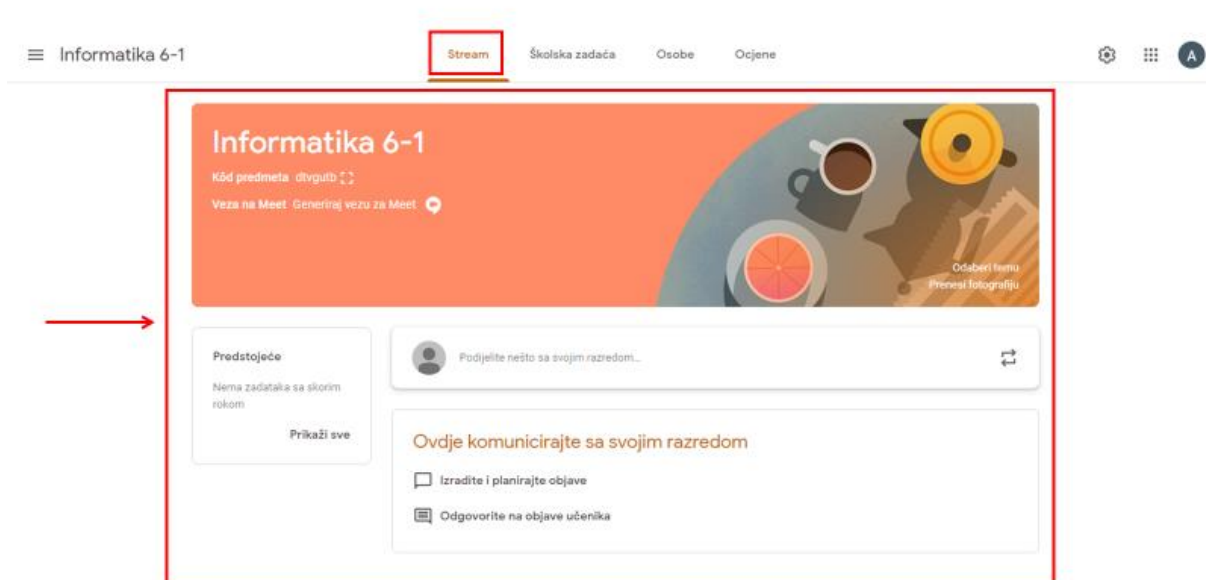 Informatika 6-1
Stream Školska zadaća Osobe Ocjene
A
Informatika 6-1
Kôd predmeta dtvgutb
Veza na Meet Generiraj vezu za Meet
Odaberi temu
Prenesi fotografiju
Predstojeće
Nema zadataka sa skorim
rokom
Prikaži sve
Podijelite nešto sa svojim razredom...
Ovdje komunicirajte sa svojim razredom
Izradite i planirajte objave
Odgovorite na objave učenika